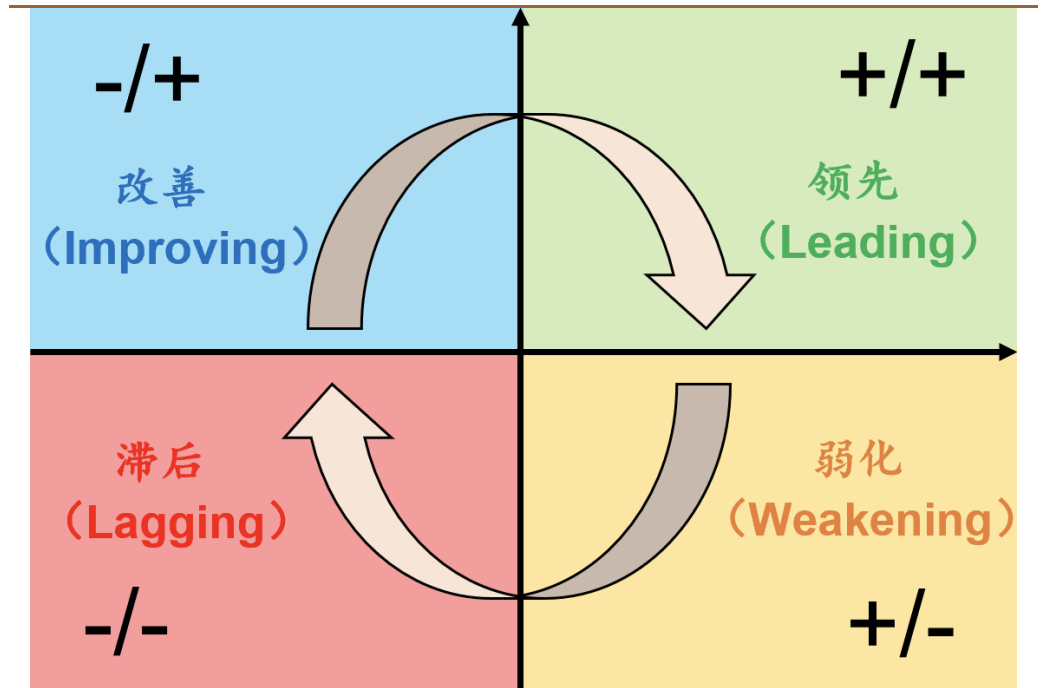 -/+
+/+
改善
（Improving）
领先
（Leading）
滞后
（Lagging）
弱化
（Weakening）
-/-
+/-